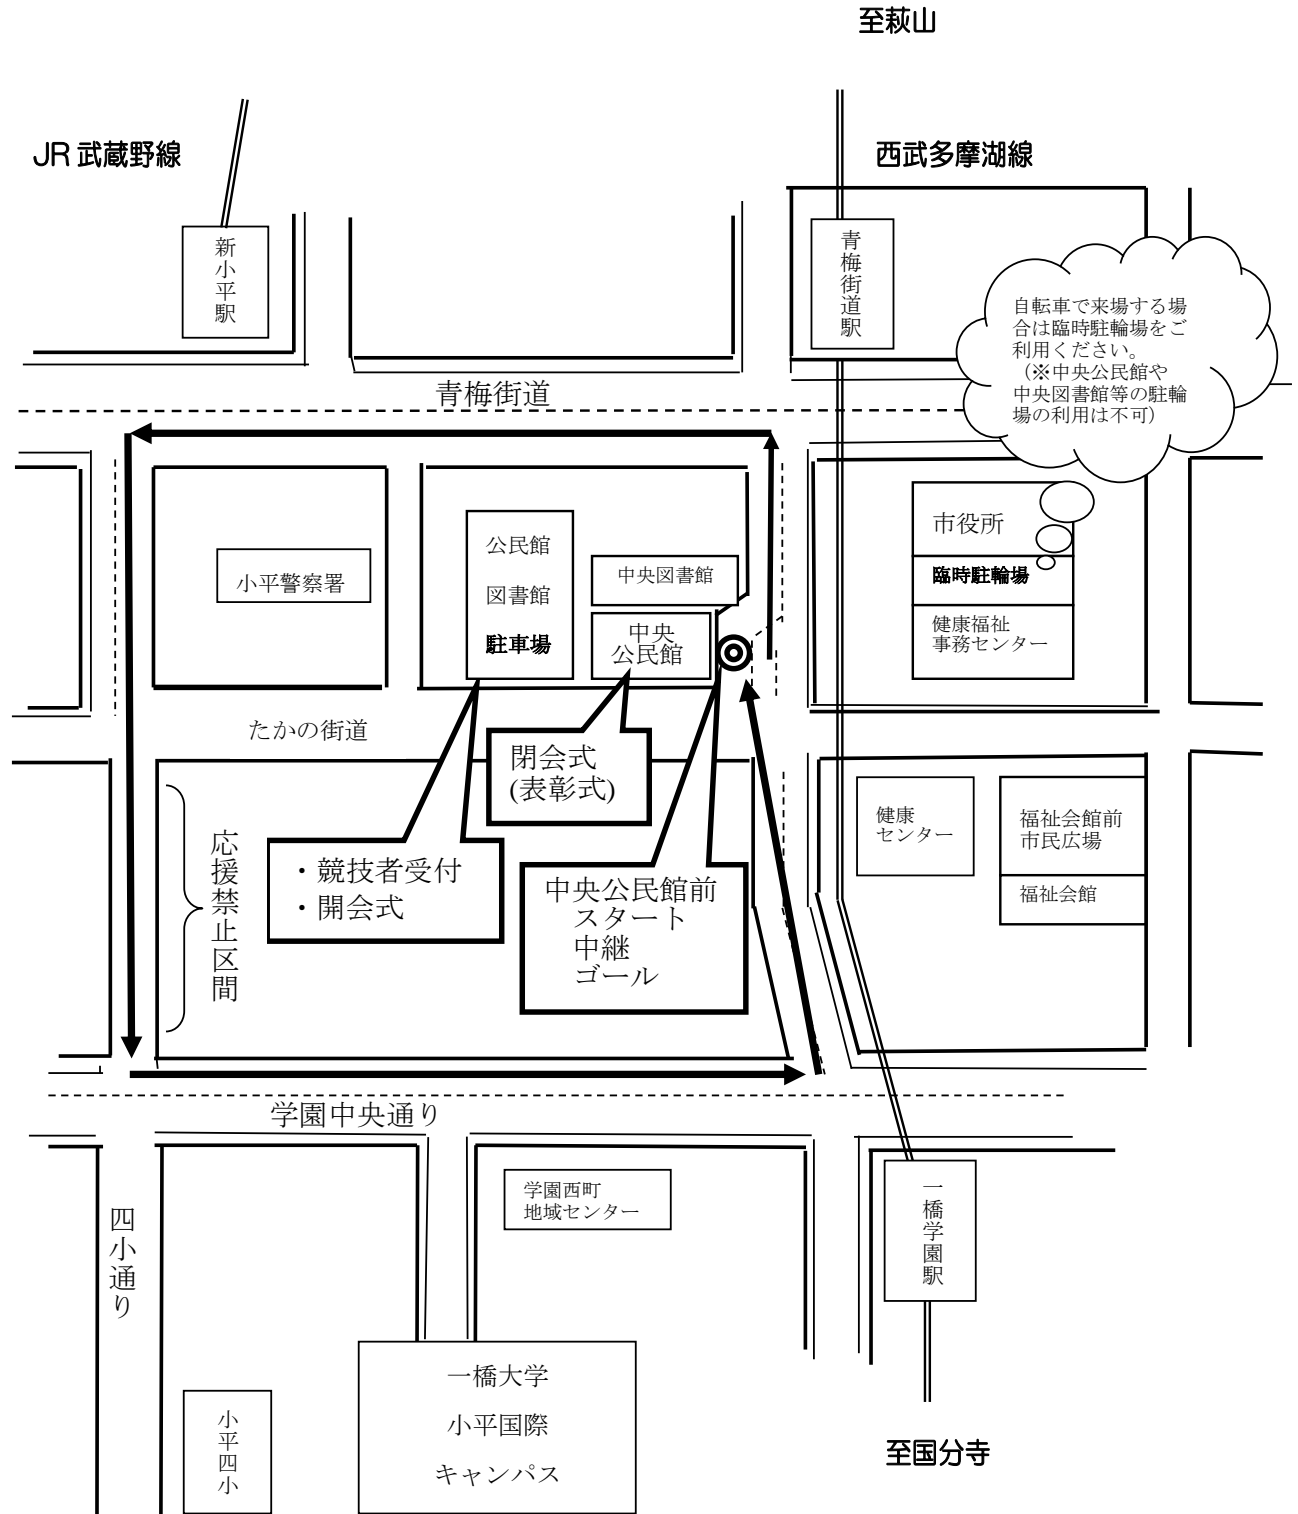 至萩山
JR 武蔵野線
西武多摩湖線
新小平駅
青梅街道駅
自転車で来場する場
合は臨時駐輪場をご
利用ください。
（※中央公民館や
中央図書館等の駐輪
場の利用は不可）
青梅街道
小平警察署
公民館
図書館
駐車場
中央図書館
中央
公民館
市役所
臨時駐輪場
健康福祉
事務センター
たかの街道
閉会式
(表彰式)
応援禁止区間
・競技者受付
・開会式
中央公民館前
スタート
中継
ゴール
健康
センター
福祉会館前
市民広場
福祉会館
学園中央通り
四小通り
学園西町
地域センター
一橋学園駅
小平四小
一橋大学
小平国際
キャンパス
至国分寺